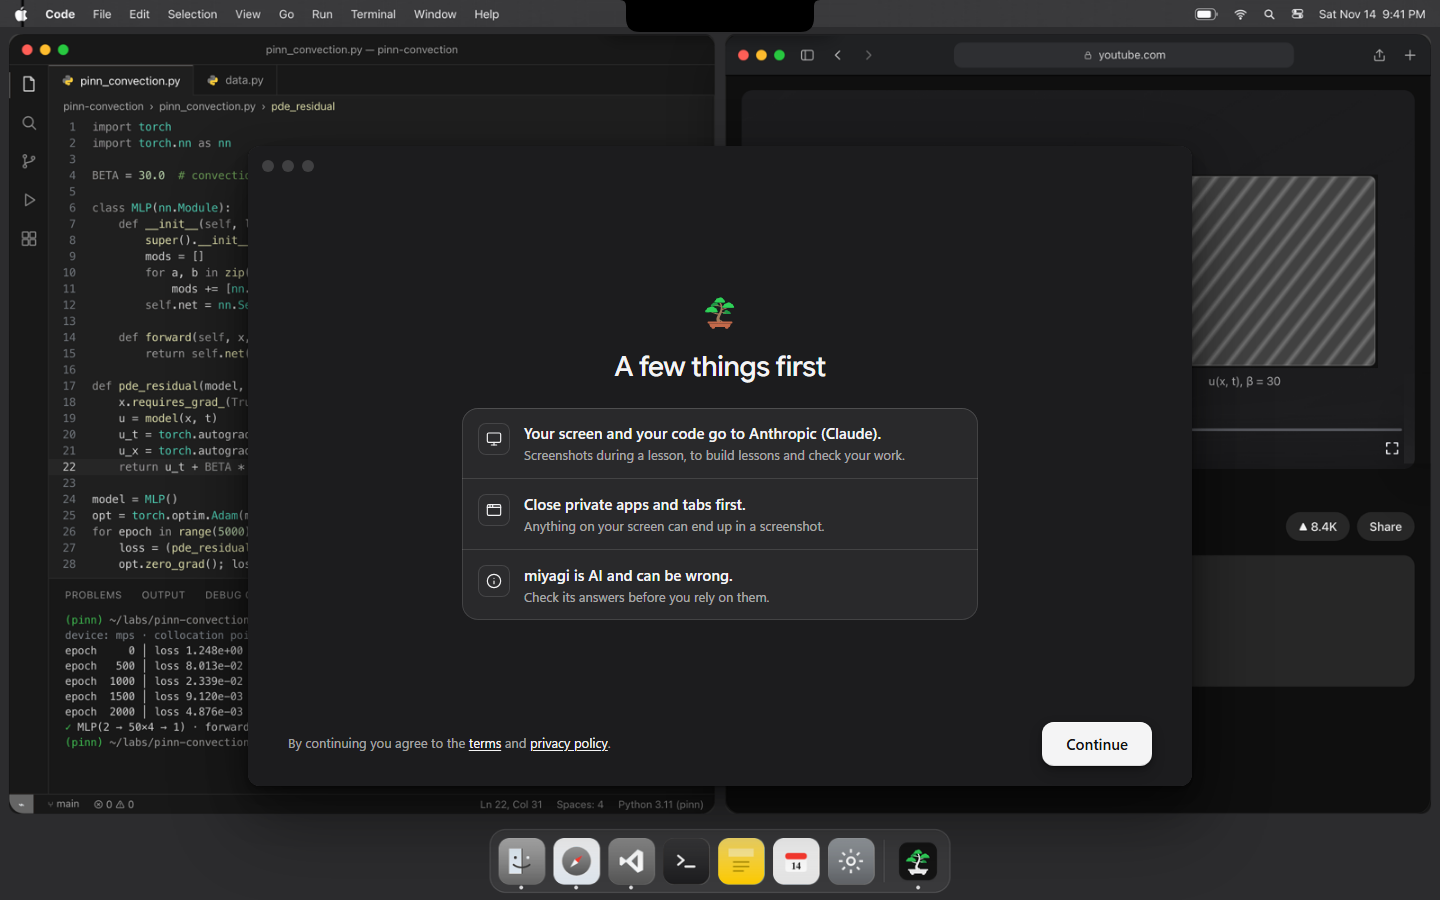 Code File Edit Selection View Go Run Terminal Window Help
Sat Nov 14 9:41 PM
pinn_convection.py — pinn-convection
pinn_convection.py
data.py
pinn-convection › pinn_convection.py › pde_residual
1 import torch
2 import torch.nn as nn
3
4 BETA = 30.0 # convectio
5
6 class MLP(nn.Module):
7 def __init__(self, l
8 super().__init__
9 mods = []
10 for a, b in zip(
11 mods += [nn.
12 self.net = nn.Se
13
14 def forward(self, x,
15 return self.net(
16
17 def pde_residual(model,
18 x.requires_grad_(Tru
19 u = model(x, t)
20 u_t = torch.autograd
21 u_x = torch.autograd
22 return u_t + BETA *
23
24 model = MLP()
25 opt = torch.optim.Adam(m
26 for epoch in range(5000)
27 loss = (pde_residual
28 opt.zero_grad(); los
PROBLEMS OUTPUT DEBUG C
(pinn) ~/labs/pinn-convection
device: mps · collocation poi
epoch 0 | loss 1.248e+00
epoch 500 | loss 8.013e-02
epoch 1000 | loss 2.339e-02
epoch 1500 | loss 9.120e-03
epoch 2000 | loss 4.876e-03
✓ MLP(2 → 50×4 → 1) · forward
(pinn) ~/labs/pinn-convection
main 0 0
Ln 22, Col 31 Spaces: 4 Python 3.11 (pinn)
youtube.com
u(x, t), β = 30
▲ 8.4K
Share
A few things first
Your screen and your code go to Anthropic (Claude).
Screenshots during a lesson, to build lessons and check your work.
Close private apps and tabs first.
Anything on your screen can end up in a screenshot.
miyagi is AI and can be wrong.
Check its answers before you rely on them.
By continuing you agree to the terms and privacy policy.
Continue
14